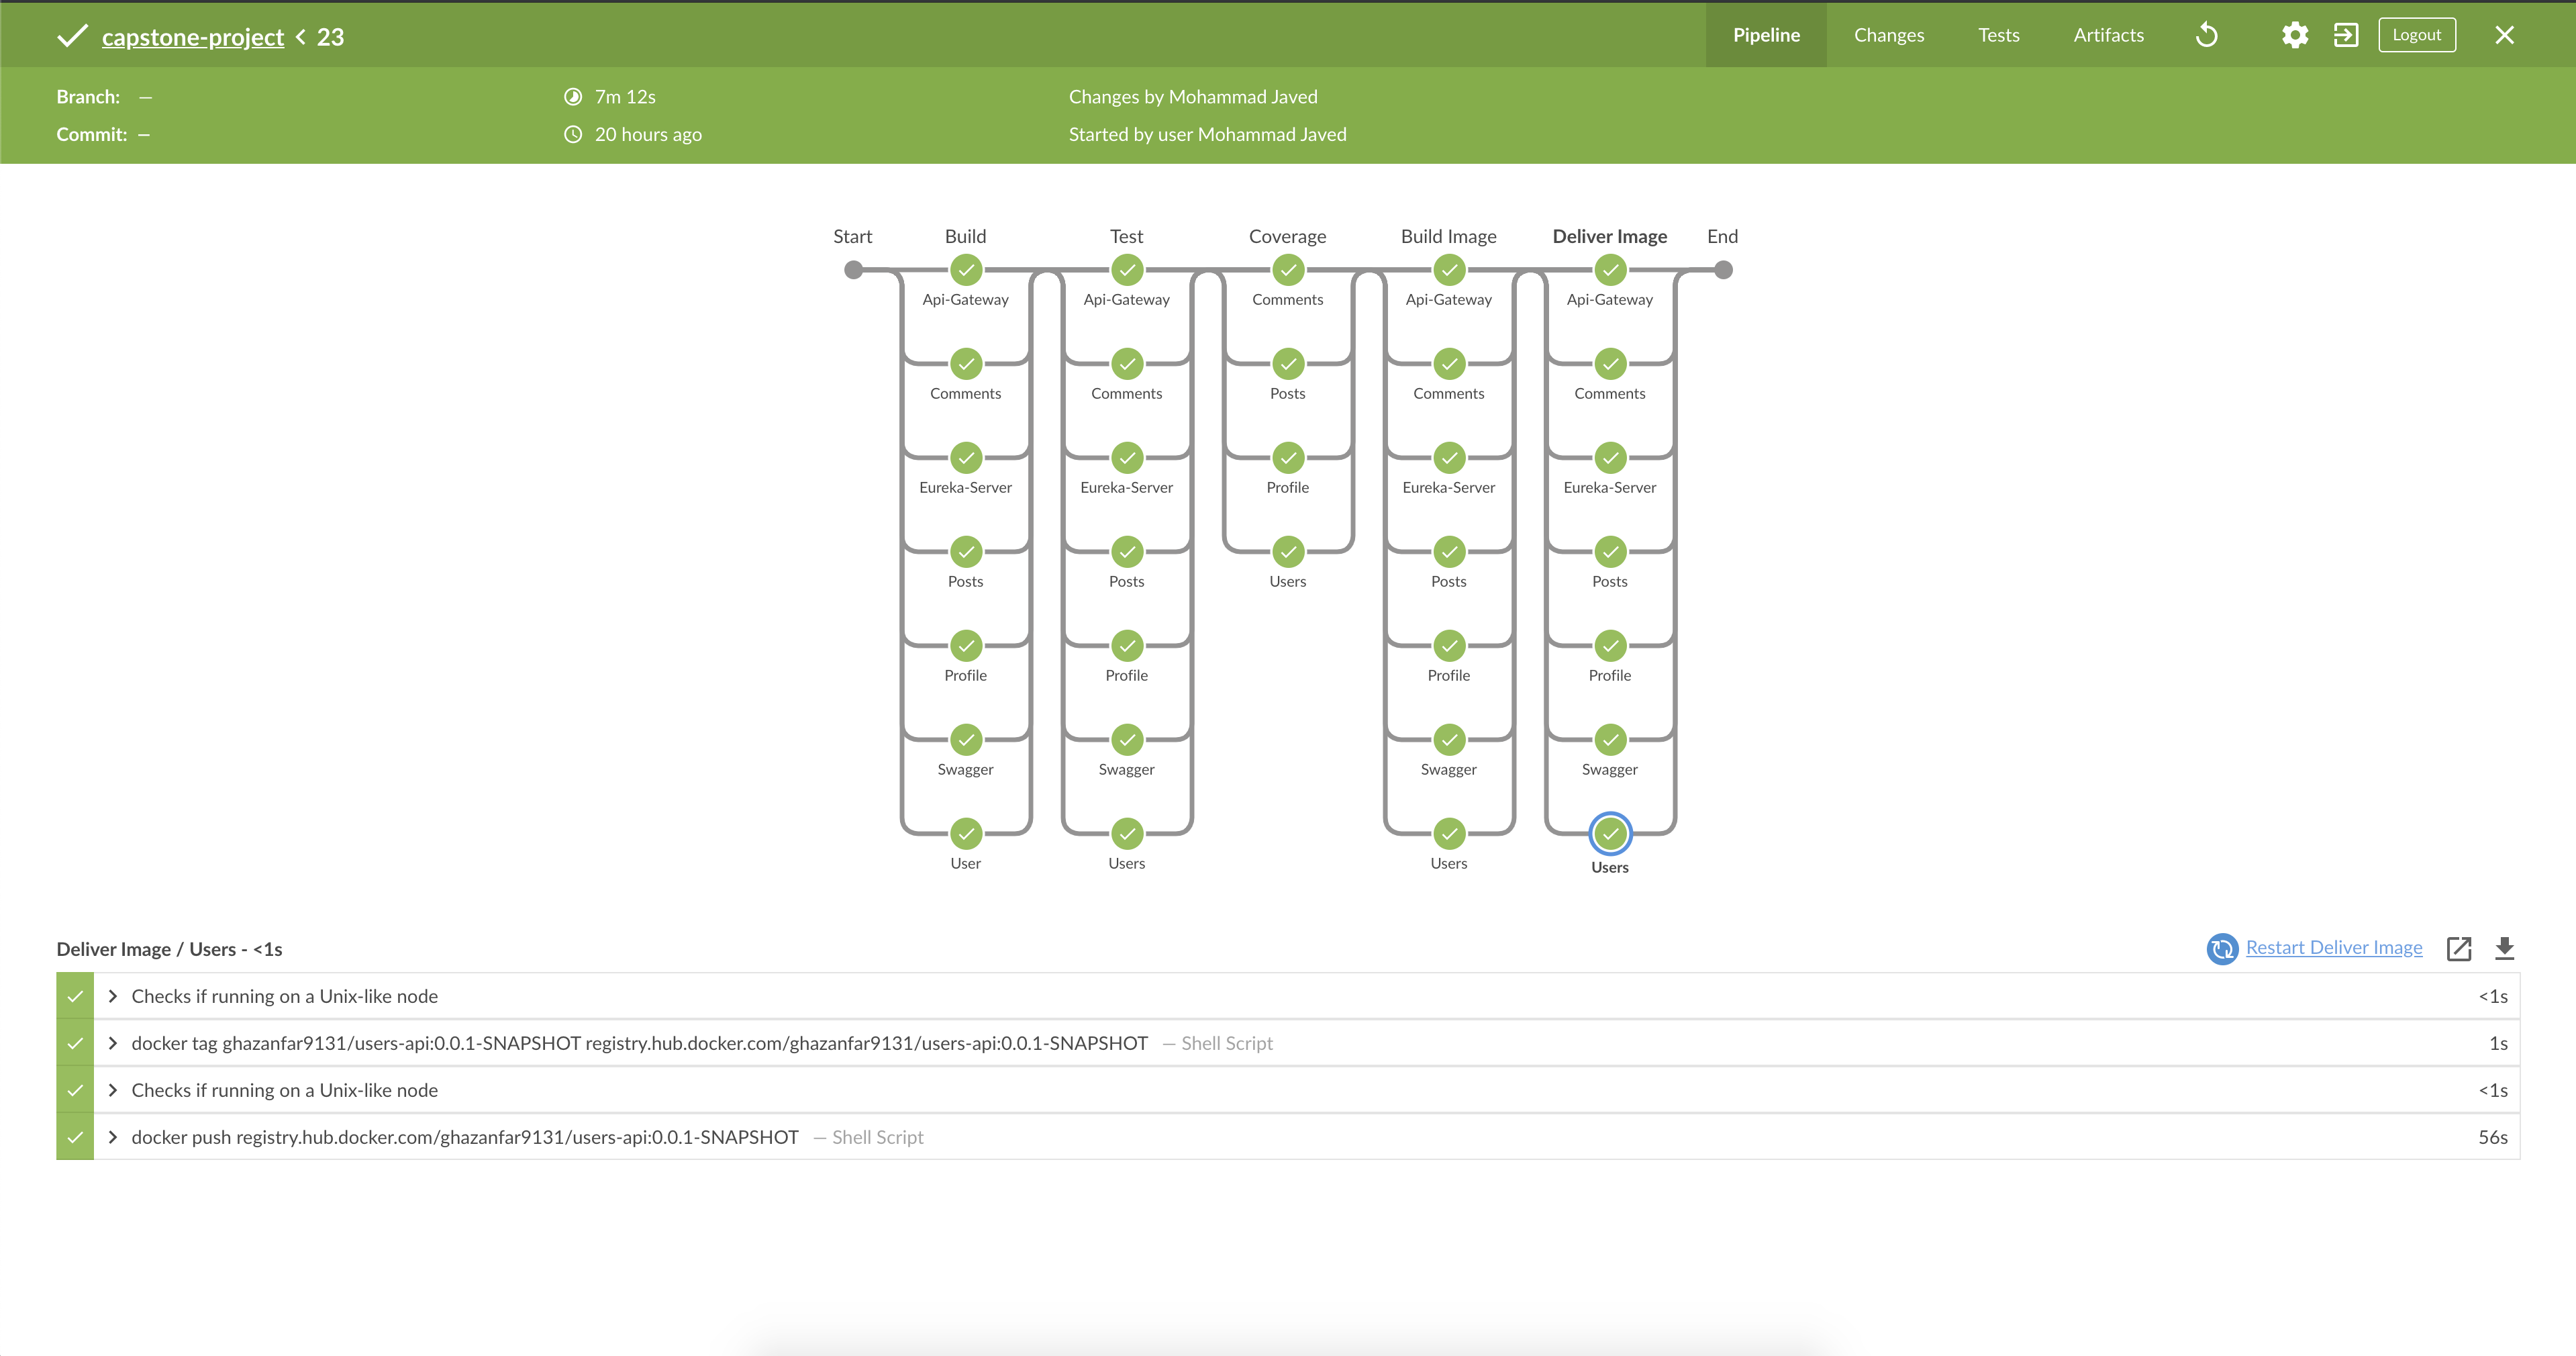 capstone-project < 23
Pipeline Changes Tests Artifacts Logout
Branch: —
7m 12s
Changes by Mohammad Javed
Commit: —
20 hours ago
Started by user Mohammad Javed
Start Build Test Coverage Build Image Deliver Image End
Api-Gateway Api-Gateway Comments Api-Gateway Api-Gateway
Comments Comments Posts Comments Comments
Eureka-Server Eureka-Server Profile Eureka-Server Eureka-Server
Posts Posts Users Posts Posts
Profile Profile Profile Profile
Swagger Swagger Swagger Swagger
User Users Users Users
Deliver Image / Users - <1s
Restart Deliver Image
Checks if running on a Unix-like node <1s
docker tag ghazanfar9131/users-api:0.0.1-SNAPSHOT registry.hub.docker.com/ghazanfar9131/users-api:0.0.1-SNAPSHOT — Shell Script 1s
Checks if running on a Unix-like node <1s
docker push registry.hub.docker.com/ghazanfar9131/users-api:0.0.1-SNAPSHOT — Shell Script 56s